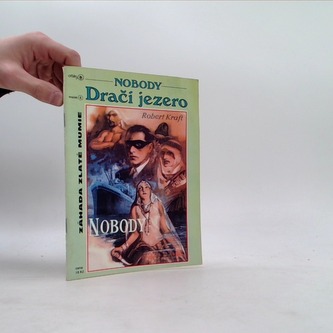 NOBODY
Dračí jezero
Robert Kraft
NOBODY
ZÁHADA ZLATÉ MUMIE